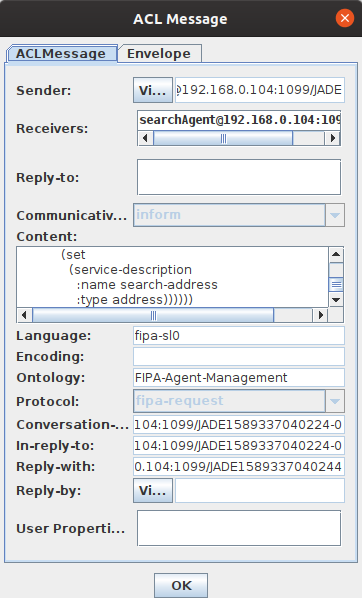 ACL Message
ACLMessage Envelope
Sender: Vi... @192.168.0.104:1099/JADE
Receivers: searchAgent@192.168.0.104:109
Reply-to:
Communicativ... inform
Content:
(set
(service-description
:name search-address
:type address))))))
Language: fipa-sl0
Encoding:
Ontology: FIPA-Agent-Management
Protocol: fipa-request
Conversation-... 104:1099/JADE1589337040224-0
In-reply-to: 104:1099/JADE1589337040224-0
Reply-with: 0.104:1099/JADE1589337040244
Reply-by: Vi...
User Properti...
OK